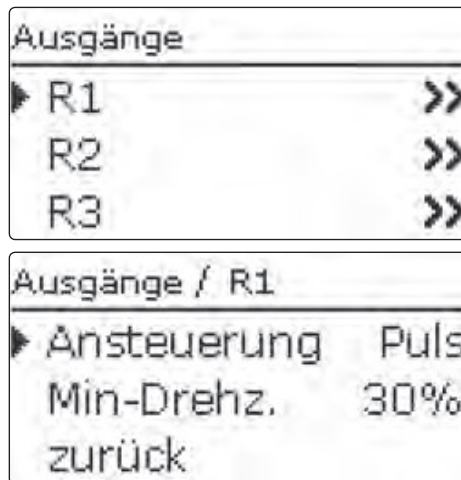 Ausgänge
R1 >>
R2 >>
R3 >>
Ausgänge / R1
Ansteuerung Puls
Min-Drehz. 30%
zurück